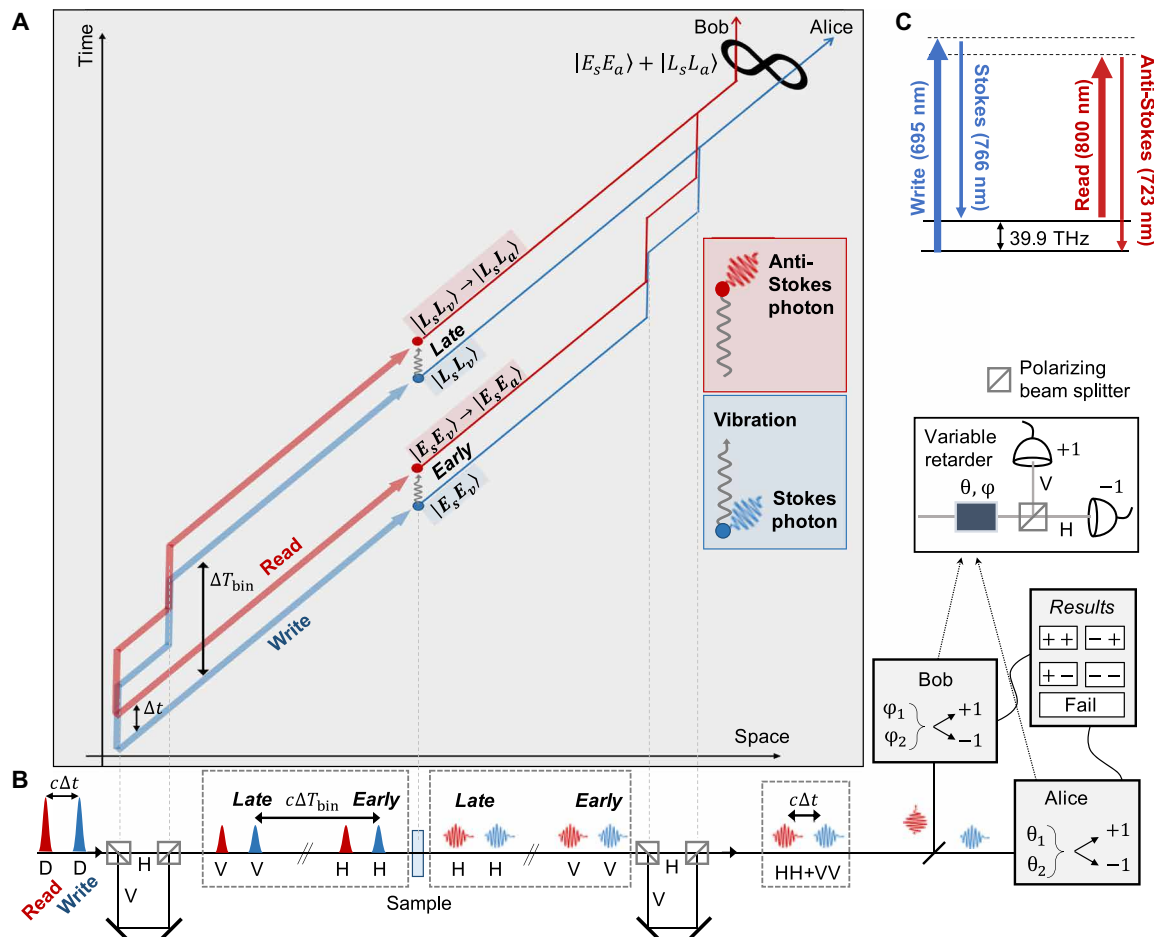 A
Time
Bob
Alice
|E_sE_a⟩ + |L_sL_a⟩
|L_sL_v⟩ → |L_sL_a⟩
Late
|L_sL_v⟩
|E_sE_v⟩ → |E_sE_a⟩
Early
|E_sE_v⟩
Read
Write
ΔT_bin
Δt
Space
Anti-
Stokes
photon
Vibration
Stokes
photon
C
Write (695 nm)
Stokes (766 nm)
Read (800 nm)
Anti-Stokes (723 nm)
39.9 THz
Polarizing
beam splitter
Variable
retarder
θ, φ
+1
V
−1
H
Results
+ +
− +
+ −
− −
Fail
Bob
φ1
φ2
+1
−1
Alice
θ1
θ2
+1
−1
B
cΔt
D
D
Read
Write
H
V
Late
cΔT_bin
Early
V
V
H
H
Sample
Late
Early
H
H
V
V
H
V
cΔt
HH+VV